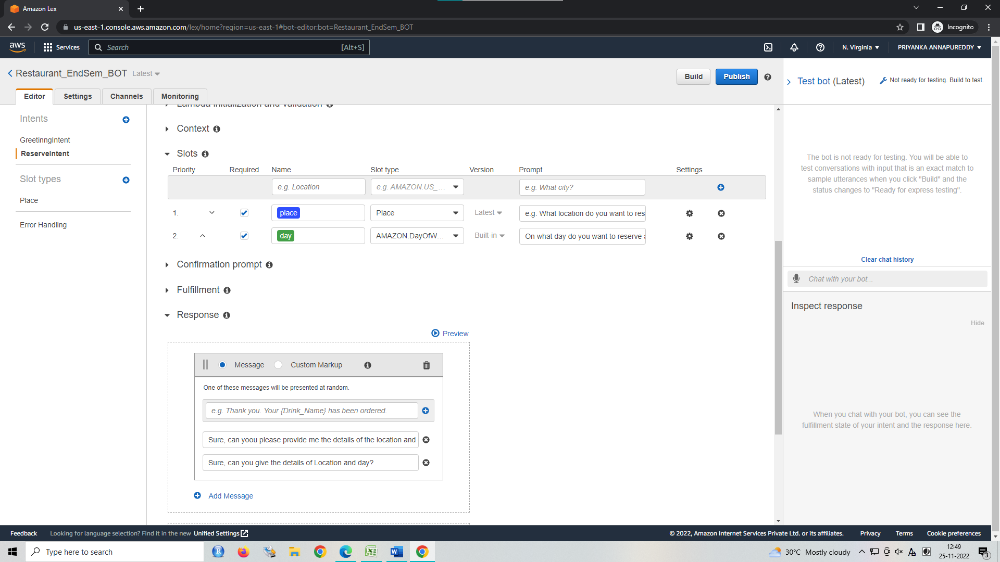 Amazon Lex
us-east-1.console.aws.amazon.com/lex/home?region=us-east-1#bot-editor:bot=Restaurant_EndSem_BOT
Incognito
aws
Services
Search
[Alt+S]
N. Virginia
PRIYANKA ANNAPUREDDY
Restaurant_EndSem_BOT Latest
Build
Publish
Test bot (Latest)
Not ready for testing. Build to test.
Editor
Settings
Channels
Monitoring
Intents
GreetinngIntent
ReserveIntent
Slot types
Place
Error Handling
Lambda initialization and validation
Context
Slots
Priority Required Name Slot type Version Prompt Settings
e.g. Location e.g. AMAZON.US_... e.g. What city?
1. place Place Latest e.g. What location do you want to res
2. day AMAZON.DayOfW... Built-in On what day do you want to reserve a
Confirmation prompt
Fulfillment
Response
Preview
Message Custom Markup
One of these messages will be presented at random.
e.g. Thank you. Your {Drink_Name} has been ordered.
Sure, can yoou please provide me the details of the location and
Sure, can you give the details of Location and day?
Add Message
The bot is not ready for testing. You will be able to
test conversations with input that is an exact match to
sample utterances when you click "Build" and the
status changes to "Ready for express testing".
Clear chat history
Chat with your bot...
Inspect response
Hide
When you chat with your bot, you can see the
fulfillment state of your intent and the response here.
Feedback
Looking for language selection? Find it in the new Unified Settings
© 2022, Amazon Internet Services Private Ltd. or its affiliates.
Privacy
Terms
Cookie preferences
Type here to search
30°C Mostly cloudy
12:49
25-11-2022
3